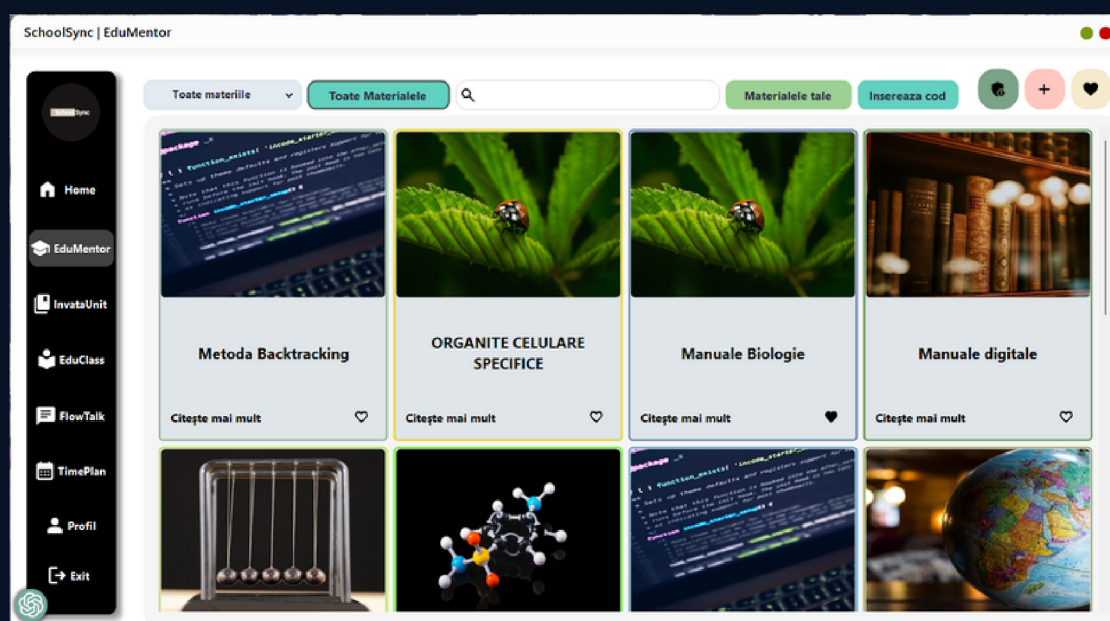 SchoolSync | EduMentor
SchoolSync
Toate materiile
Toate Materialele
Materialele tale
Insereaza cod
Home
EduMentor
InvataUnit
EduClass
FlowTalk
TimePlan
Profil
Exit
Metoda Backtracking
Citește mai mult
ORGANITE CELULARE
SPECIFICE
Citește mai mult
Manuale Biologie
Citește mai mult
Manuale digitale
Citește mai mult